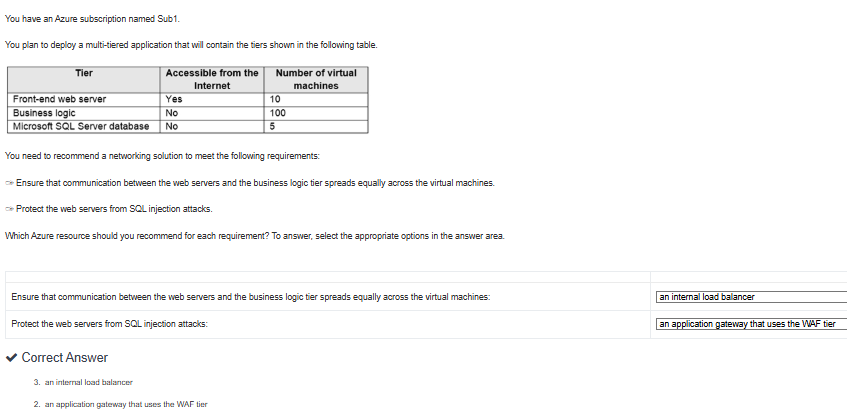 You have an Azure subscription named Sub1.
You plan to deploy a multi-tiered application that will contain the tiers shown in the following table.
Tier Accessible from the Internet Number of virtual machines
Front-end web server Yes 10
Business logic No 100
Microsoft SQL Server database No 5
You need to recommend a networking solution to meet the following requirements:
Ensure that communication between the web servers and the business logic tier spreads equally across the virtual machines.
Protect the web servers from SQL injection attacks.
Which Azure resource should you recommend for each requirement? To answer, select the appropriate options in the answer area.
Ensure that communication between the web servers and the business logic tier spreads equally across the virtual machines: an internal load balancer
Protect the web servers from SQL injection attacks: an application gateway that uses the WAF tier
✔ Correct Answer
3. an internal load balancer
2. an application gateway that uses the WAF tier